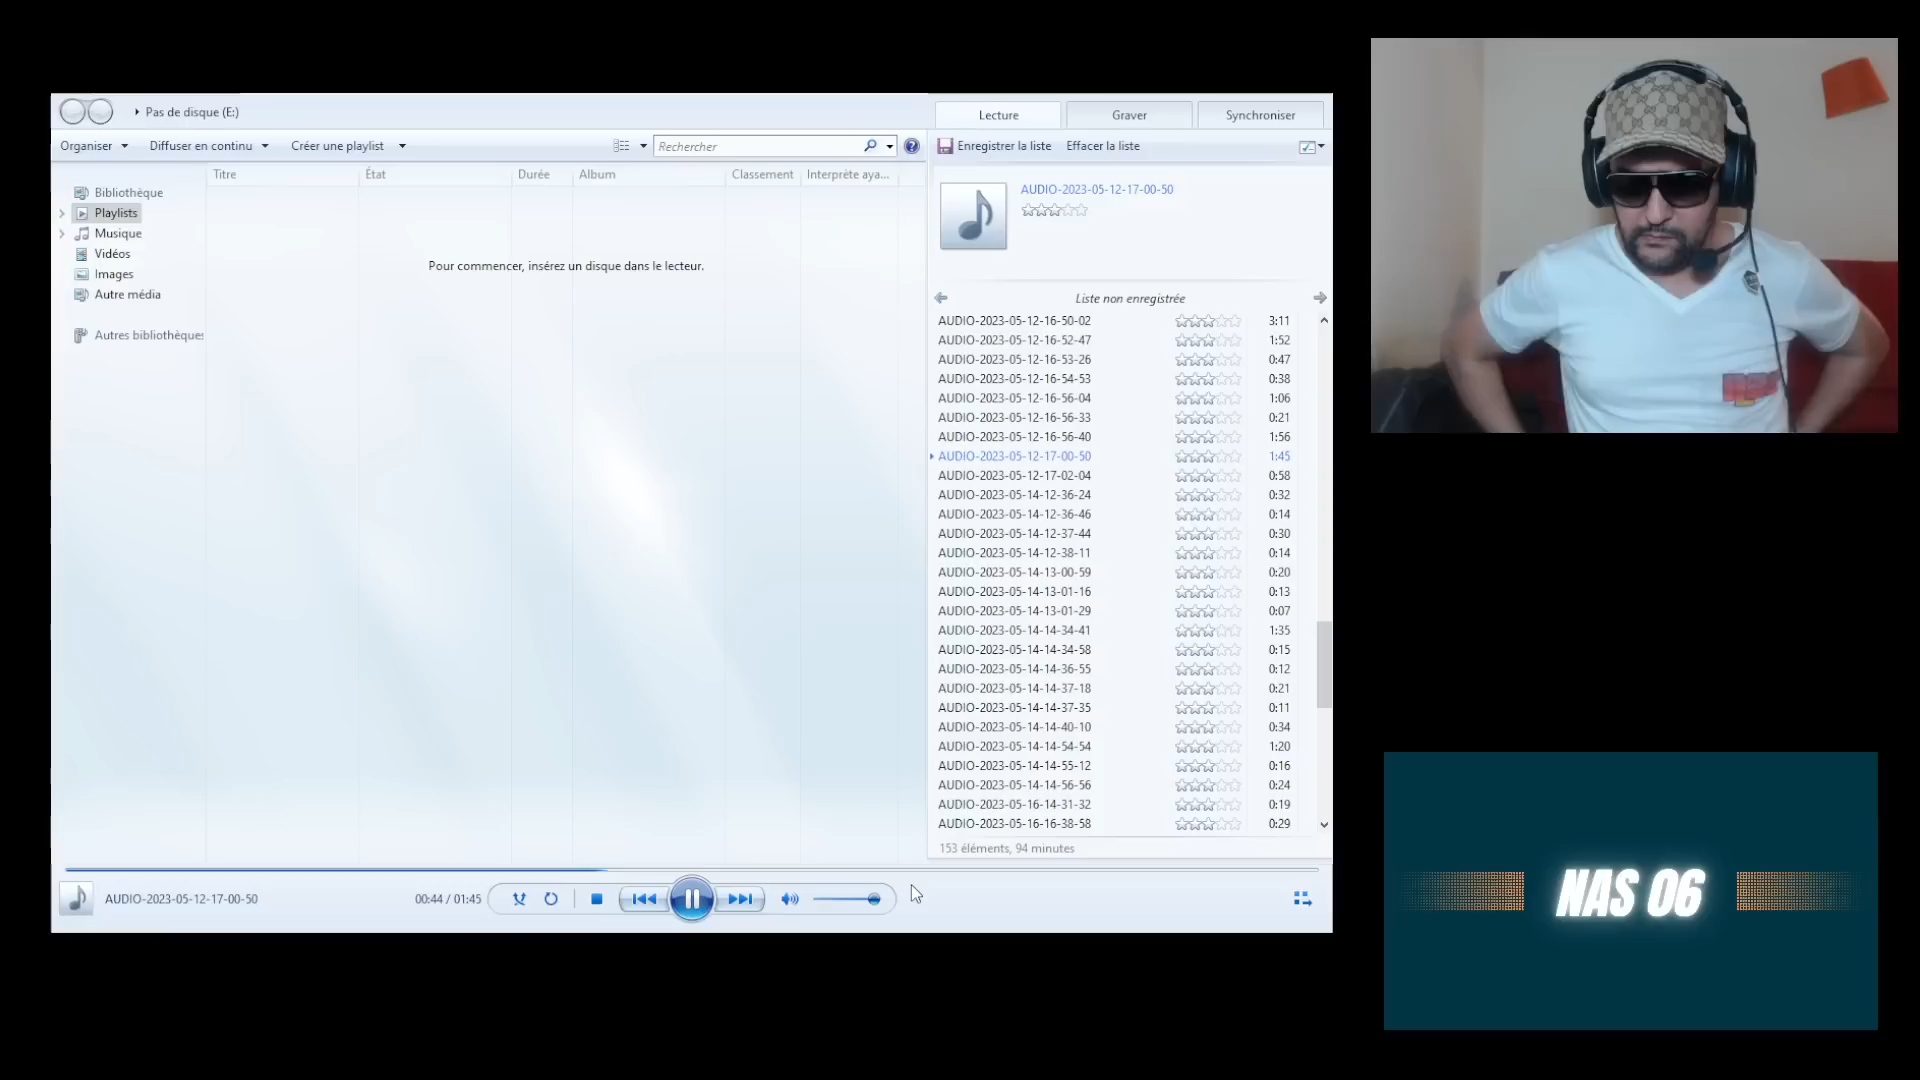 Pas de disque (E:)
Lecture
Graver
Synchroniser
Organiser
Diffuser en continu
Créer une playlist
Rechercher
Enregistrer la liste
Effacer la liste
Titre
État
Durée
Album
Classement
Interprète aya...
Bibliothèque
Playlists
Musique
Vidéos
Images
Autre média
Autres bibliothèques
Pour commencer, insérez un disque dans le lecteur.
AUDIO-2023-05-12-17-00-50
Liste non enregistrée
AUDIO-2023-05-12-16-50-02 3:11
AUDIO-2023-05-12-16-52-47 1:52
AUDIO-2023-05-12-16-53-26 0:47
AUDIO-2023-05-12-16-54-53 0:38
AUDIO-2023-05-12-16-56-04 1:06
AUDIO-2023-05-12-16-56-33 0:21
AUDIO-2023-05-12-16-56-40 1:56
AUDIO-2023-05-12-17-00-50 1:45
AUDIO-2023-05-12-17-02-04 0:58
AUDIO-2023-05-14-12-36-24 0:32
AUDIO-2023-05-14-12-36-46 0:14
AUDIO-2023-05-14-12-37-44 0:30
AUDIO-2023-05-14-12-38-11 0:14
AUDIO-2023-05-14-13-00-59 0:20
AUDIO-2023-05-14-13-01-16 0:13
AUDIO-2023-05-14-13-01-29 0:07
AUDIO-2023-05-14-14-34-41 1:35
AUDIO-2023-05-14-14-34-58 0:15
AUDIO-2023-05-14-14-36-55 0:12
AUDIO-2023-05-14-14-37-18 0:21
AUDIO-2023-05-14-14-37-35 0:11
AUDIO-2023-05-14-14-40-10 0:34
AUDIO-2023-05-14-14-54-54 1:20
AUDIO-2023-05-14-14-55-12 0:16
AUDIO-2023-05-14-14-56-56 0:24
AUDIO-2023-05-16-14-31-32 0:19
AUDIO-2023-05-16-16-38-58 0:29
153 éléments, 94 minutes
AUDIO-2023-05-12-17-00-50
00:44 / 01:45
NAS 06